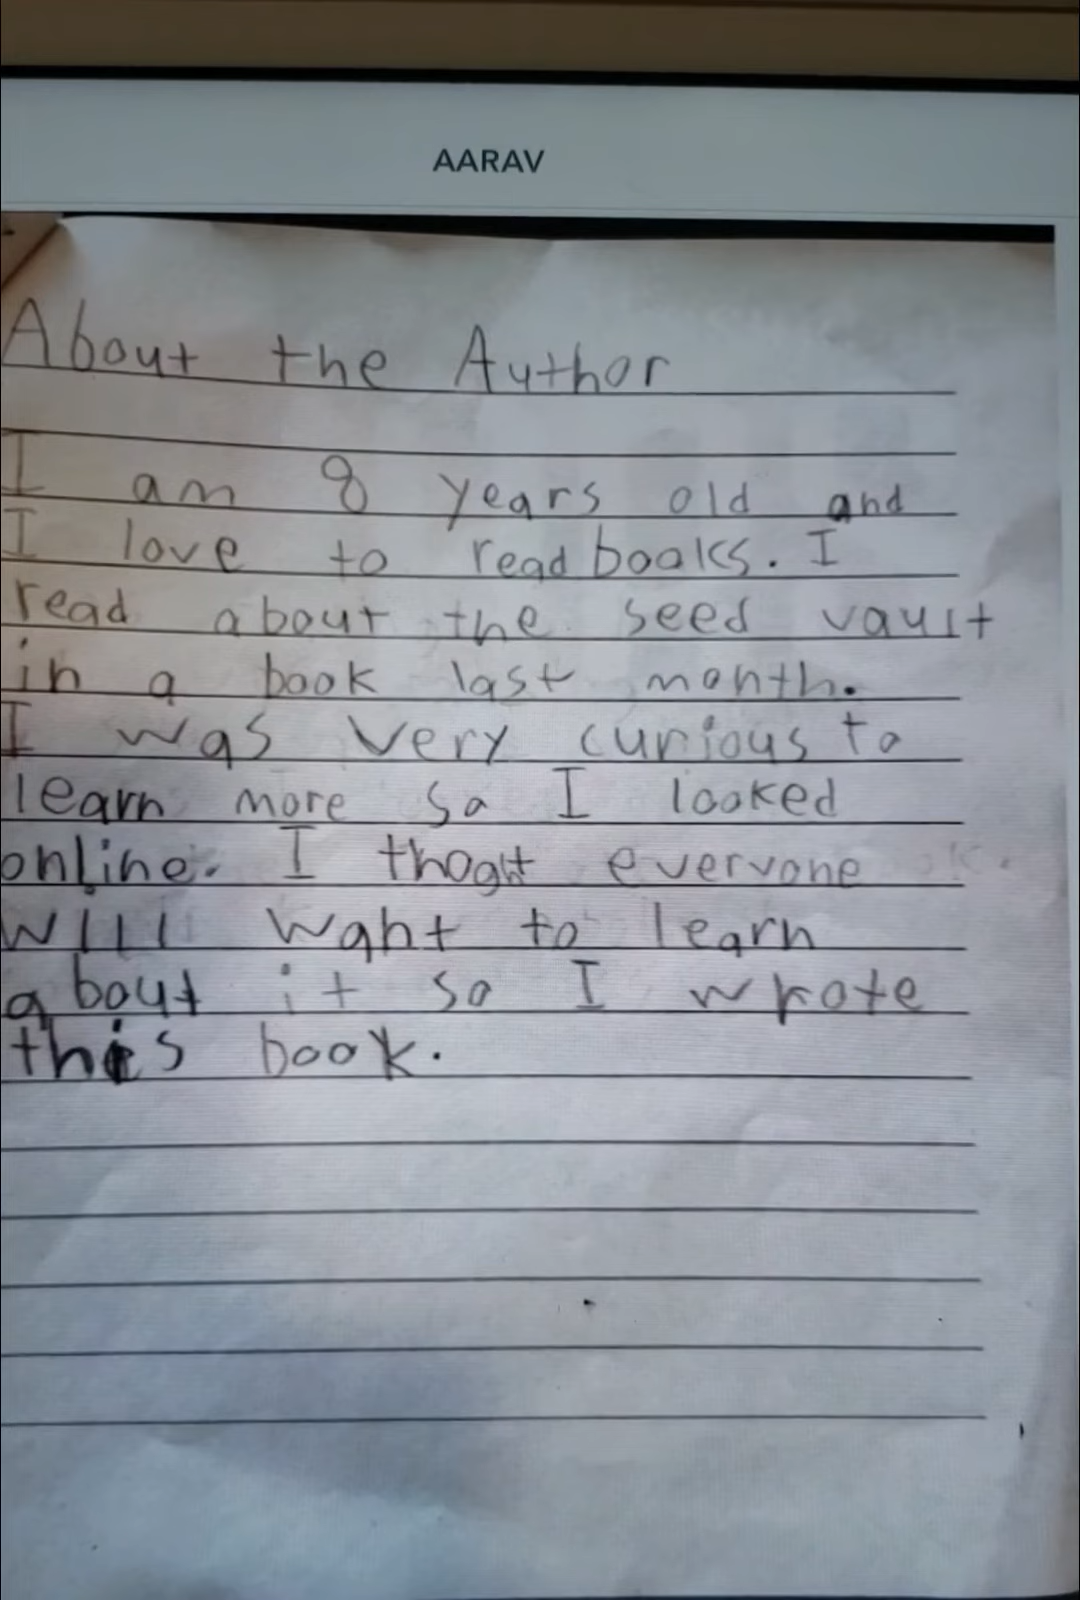 AARAV
About the Author
I am 8 years old and
I love to read books. I
read about the seed vault
in a book last month.
I was very curious to
learn more so I looked
online. I thoght everyone
will want to learn
about it so I wrote
this book.